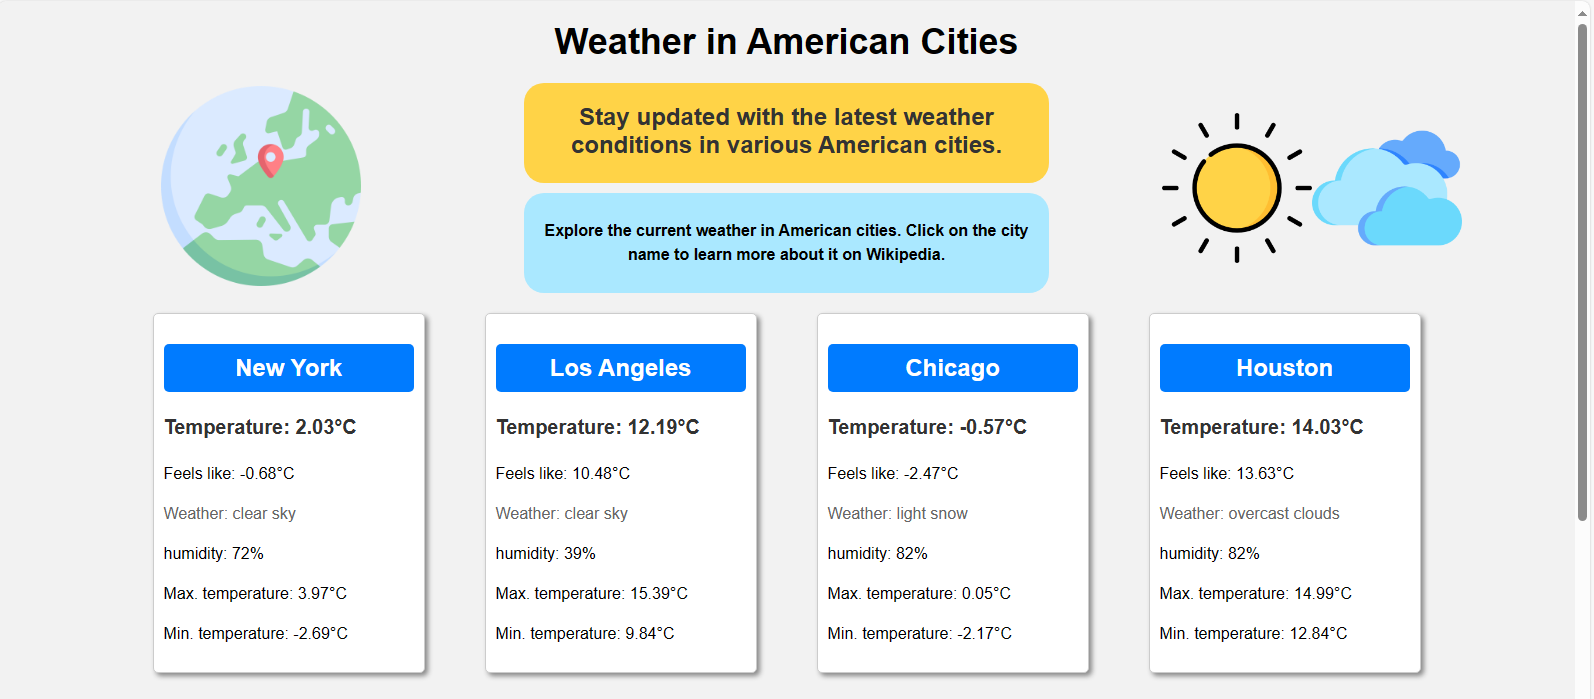 Weather in American Cities
Stay updated with the latest weather
conditions in various American cities.
Explore the current weather in American cities. Click on the city
name to learn more about it on Wikipedia.
New York
Temperature: 2.03°C
Feels like: -0.68°C
Weather: clear sky
humidity: 72%
Max. temperature: 3.97°C
Min. temperature: -2.69°C
Los Angeles
Temperature: 12.19°C
Feels like: 10.48°C
Weather: clear sky
humidity: 39%
Max. temperature: 15.39°C
Min. temperature: 9.84°C
Chicago
Temperature: -0.57°C
Feels like: -2.47°C
Weather: light snow
humidity: 82%
Max. temperature: 0.05°C
Min. temperature: -2.17°C
Houston
Temperature: 14.03°C
Feels like: 13.63°C
Weather: overcast clouds
humidity: 82%
Max. temperature: 14.99°C
Min. temperature: 12.84°C